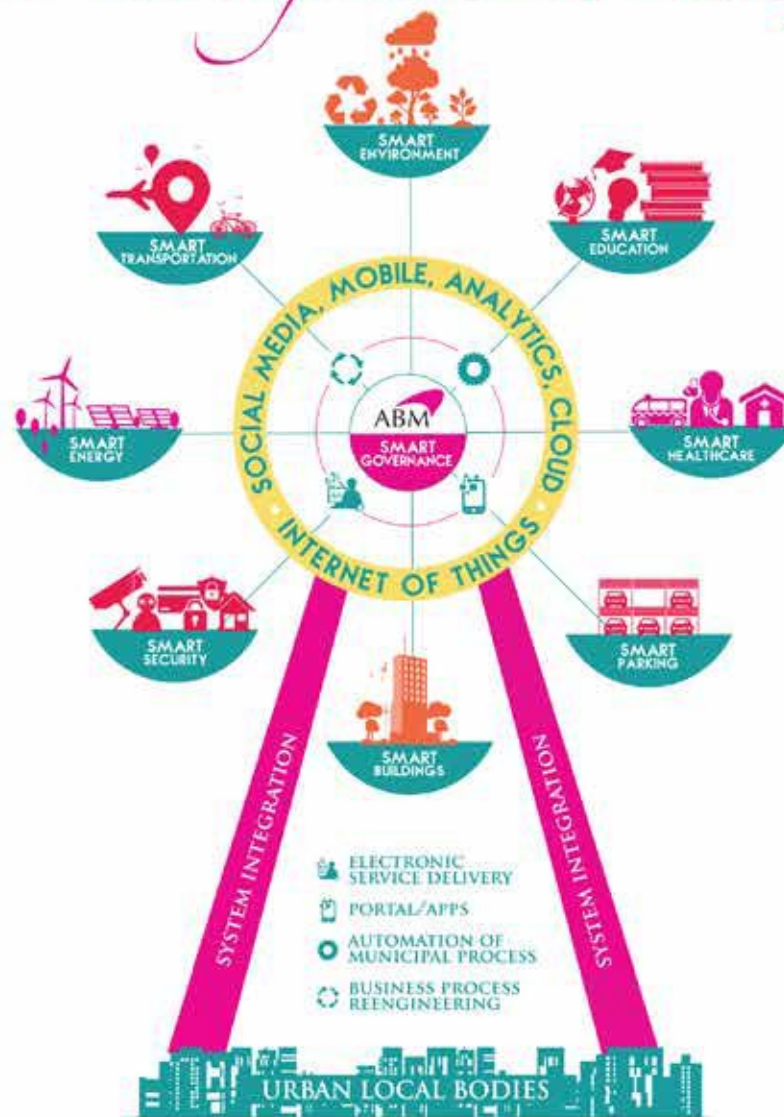 SMART
ENVIRONMENT
SMART
TRANSPORTATION
SMART
EDUCATION
SOCIAL MEDIA, MOBILE, ANALYTICS, CLOUD
INTERNET OF THINGS
ABM
SMART
GOVERNANCE
SMART
ENERGY
SMART
HEALTHCARE
SMART
SECURITY
SMART
PARKING
SMART
BUILDINGS
SYSTEM INTEGRATION
SYSTEM INTEGRATION
ELECTRONIC
SERVICE DELIVERY
PORTAL/APPS
AUTOMATION OF
MUNICIPAL PROCESS
BUSINESS PROCESS
REENGINEERING
URBAN LOCAL BODIES